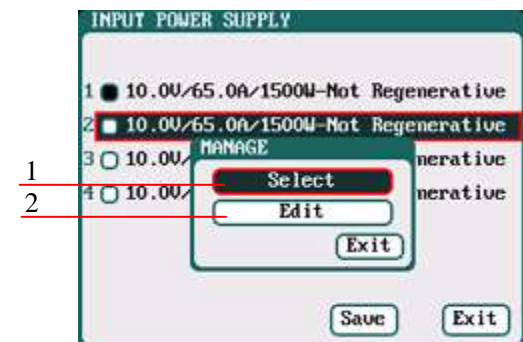 INPUT POWER SUPPLY
1 10.0V/65.0A/1500W-Not Regenerative
2 10.0V/65.0A/1500W-Not Regenerative
3 10.0V/ nerative
4 10.0V/ nerative
MANAGE
1 Select
2 Edit
Exit
Save Exit